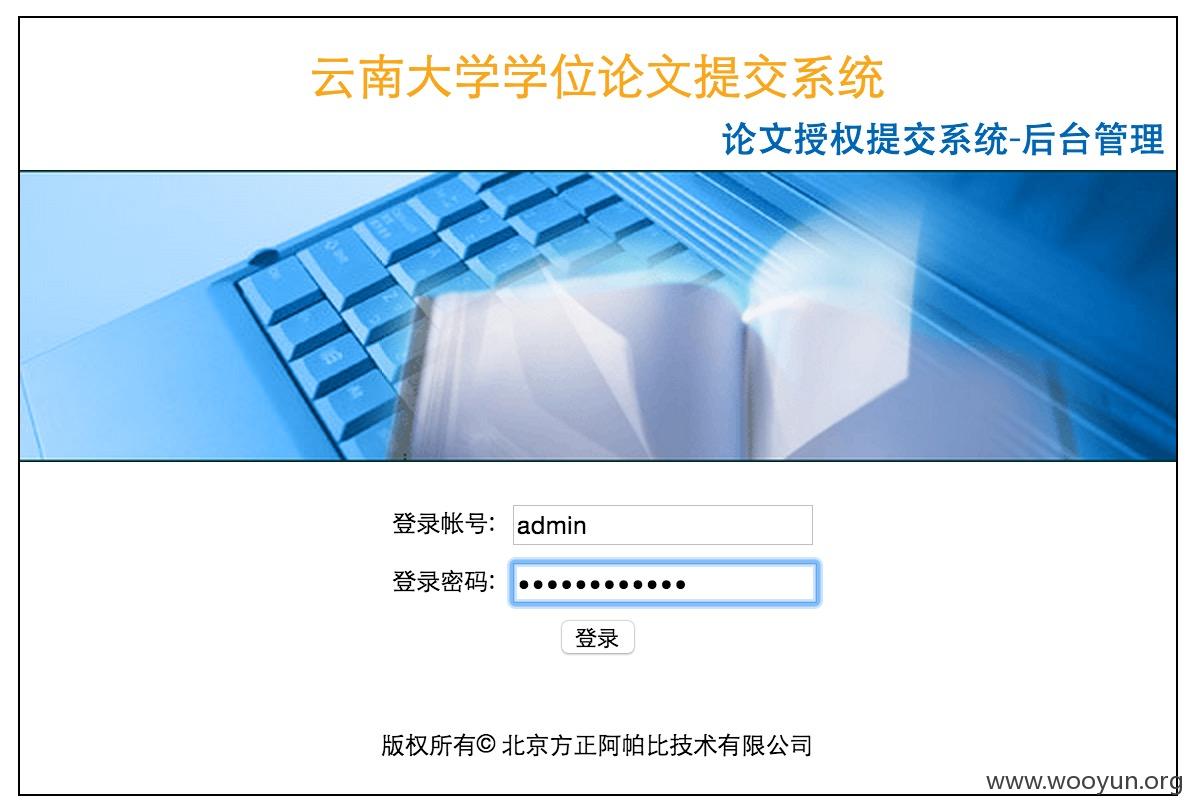 云南大学学位论文提交系统
论文授权提交系统-后台管理
登录帐号: admin
登录密码: ••••••••••••
登录
版权所有© 北京方正阿帕比技术有限公司
www.wooyun.org